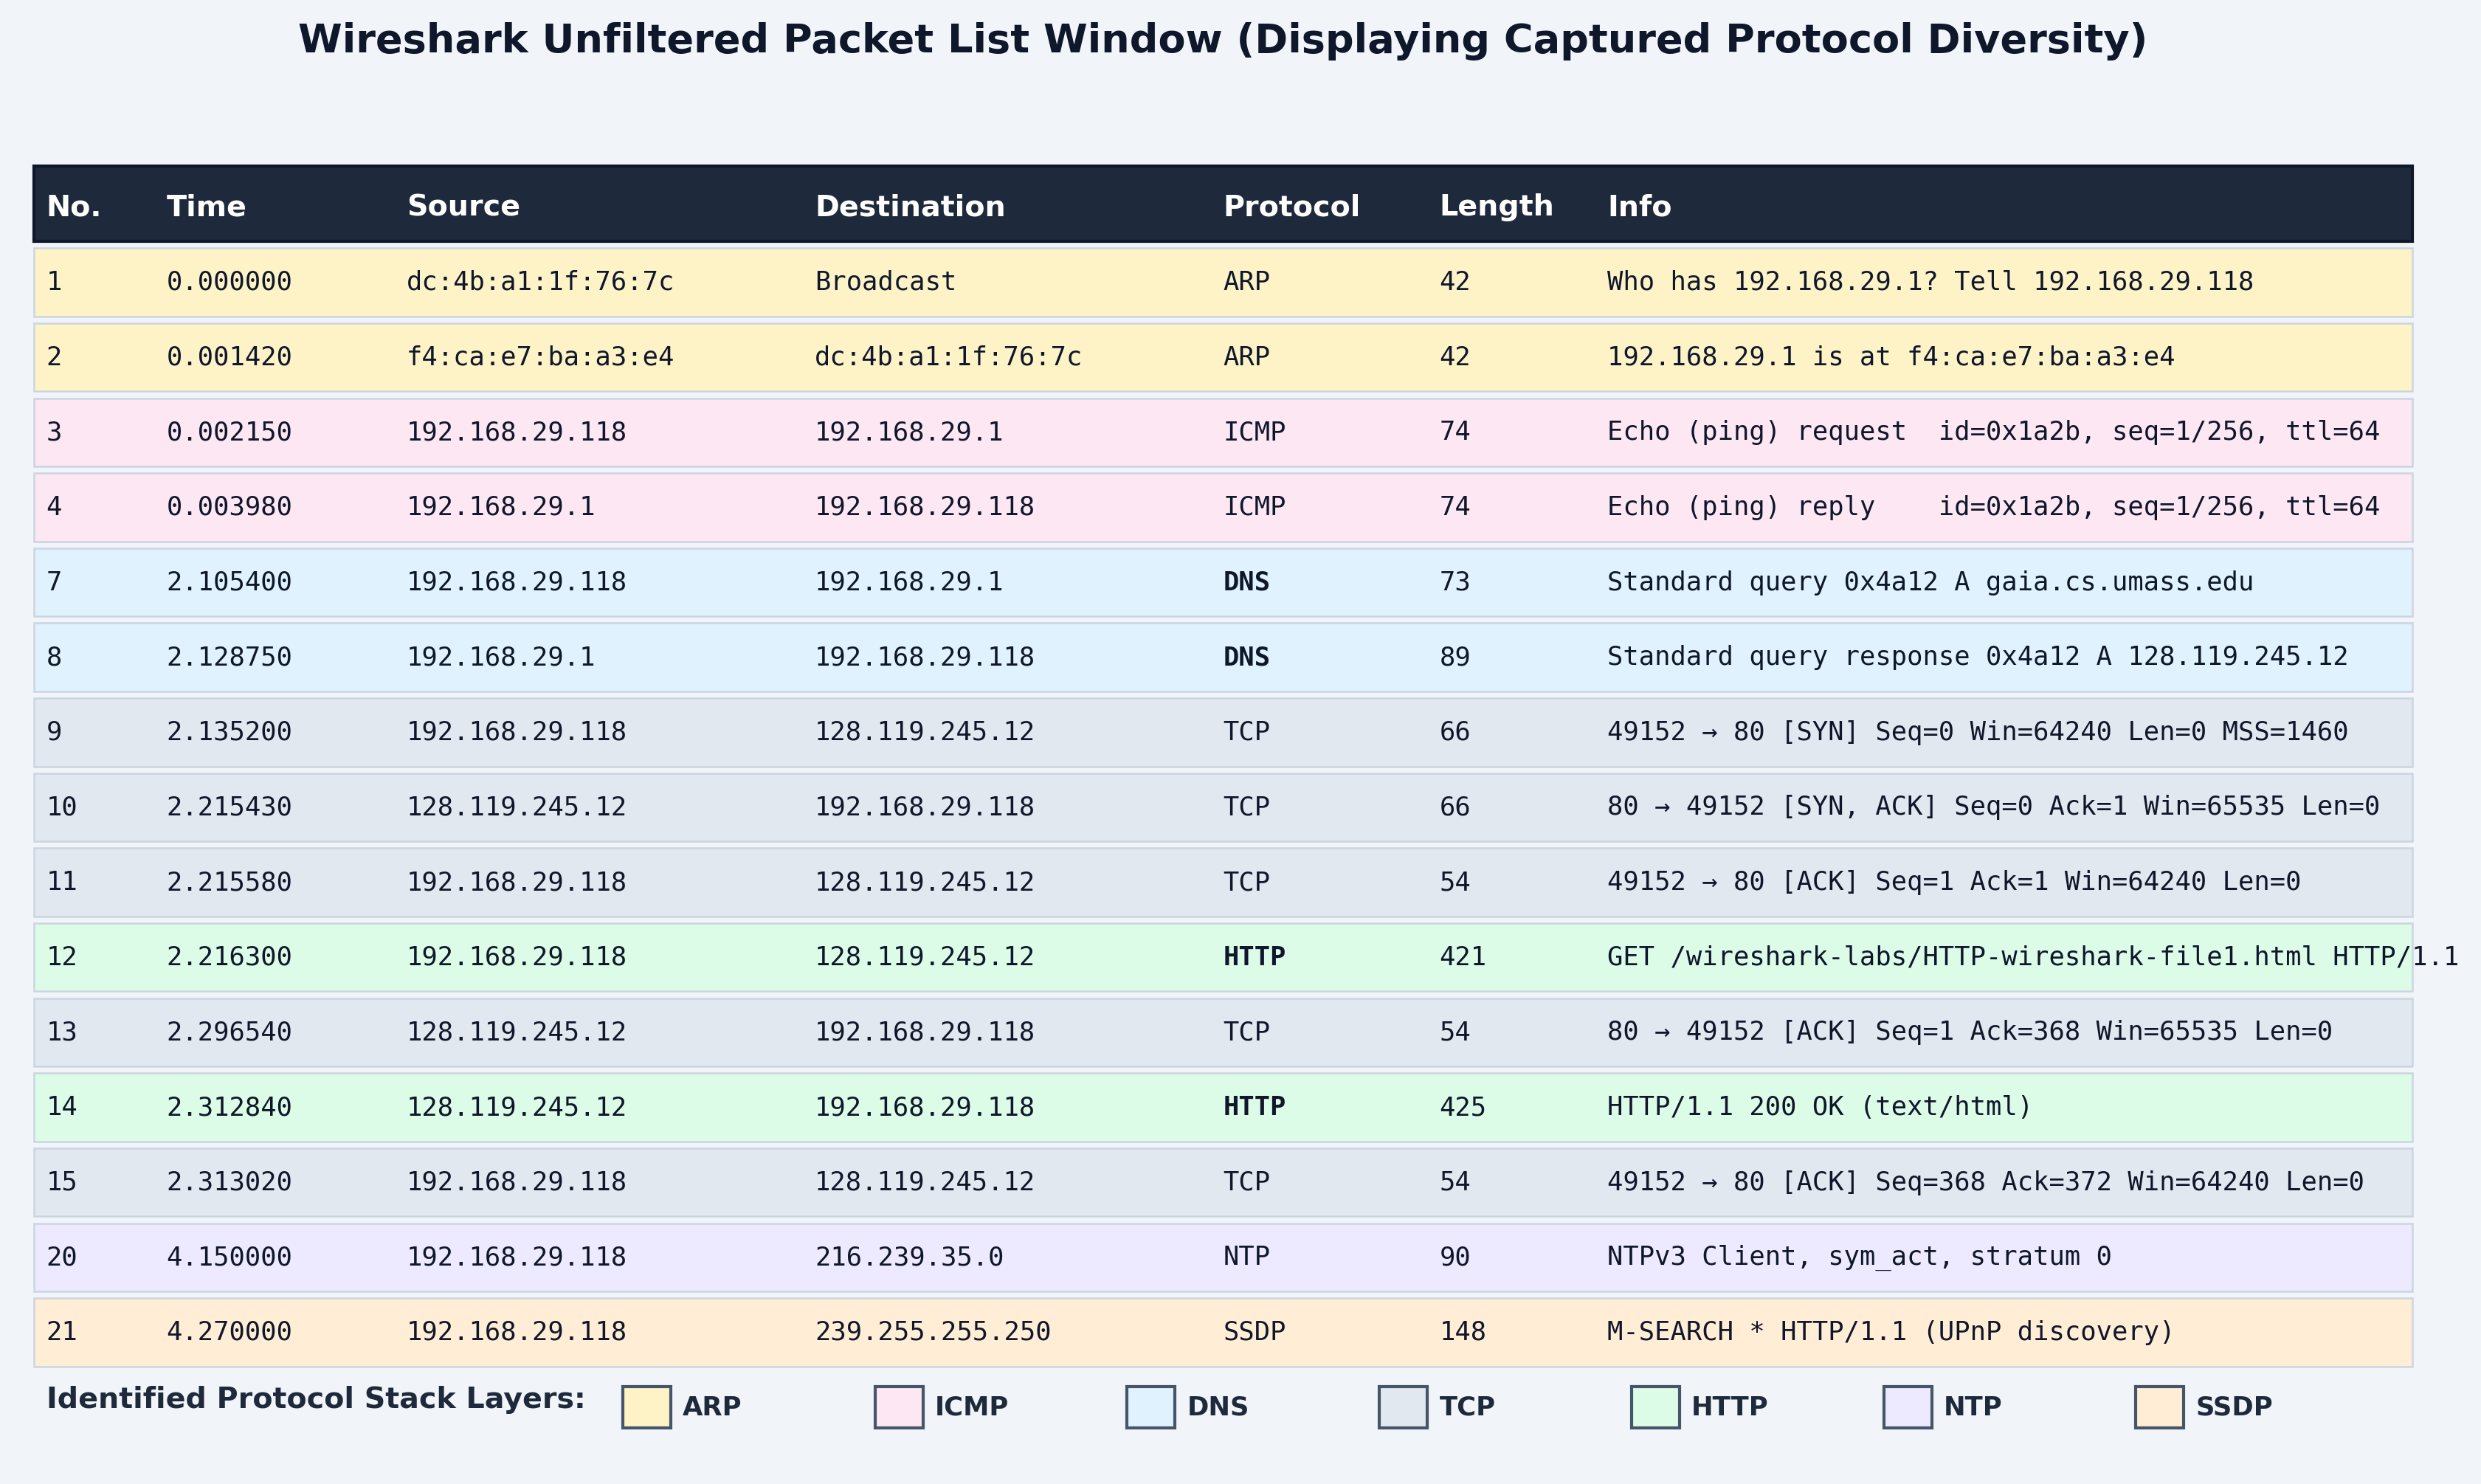 Wireshark Unfiltered Packet List Window (Displaying Captured Protocol Diversity)
No. Time Source Destination Protocol Length Info
1 0.000000 dc:4b:a1:1f:76:7c Broadcast ARP 42 Who has 192.168.29.1? Tell 192.168.29.118
2 0.001420 f4:ca:e7:ba:a3:e4 dc:4b:a1:1f:76:7c ARP 42 192.168.29.1 is at f4:ca:e7:ba:a3:e4
3 0.002150 192.168.29.118 192.168.29.1 ICMP 74 Echo (ping) request  id=0x1a2b, seq=1/256, ttl=64
4 0.003980 192.168.29.1 192.168.29.118 ICMP 74 Echo (ping) reply    id=0x1a2b, seq=1/256, ttl=64
7 2.105400 192.168.29.118 192.168.29.1 DNS 73 Standard query 0x4a12 A gaia.cs.umass.edu
8 2.128750 192.168.29.1 192.168.29.118 DNS 89 Standard query response 0x4a12 A 128.119.245.12
9 2.135200 192.168.29.118 128.119.245.12 TCP 66 49152 → 80 [SYN] Seq=0 Win=64240 Len=0 MSS=1460
10 2.215430 128.119.245.12 192.168.29.118 TCP 66 80 → 49152 [SYN, ACK] Seq=0 Ack=1 Win=65535 Len=0
11 2.215580 192.168.29.118 128.119.245.12 TCP 54 49152 → 80 [ACK] Seq=1 Ack=1 Win=64240 Len=0
12 2.216300 192.168.29.118 128.119.245.12 HTTP 421 GET /wireshark-labs/HTTP-wireshark-file1.html HTTP/1.1
13 2.296540 128.119.245.12 192.168.29.118 TCP 54 80 → 49152 [ACK] Seq=1 Ack=368 Win=65535 Len=0
14 2.312840 128.119.245.12 192.168.29.118 HTTP 425 HTTP/1.1 200 OK (text/html)
15 2.313020 192.168.29.118 128.119.245.12 TCP 54 49152 → 80 [ACK] Seq=368 Ack=372 Win=64240 Len=0
20 4.150000 192.168.29.118 216.239.35.0 NTP 90 NTPv3 Client, sym_act, stratum 0
21 4.270000 192.168.29.118 239.255.255.250 SSDP 148 M-SEARCH * HTTP/1.1 (UPnP discovery)
Identified Protocol Stack Layers: ARP ICMP DNS TCP HTTP NTP SSDP